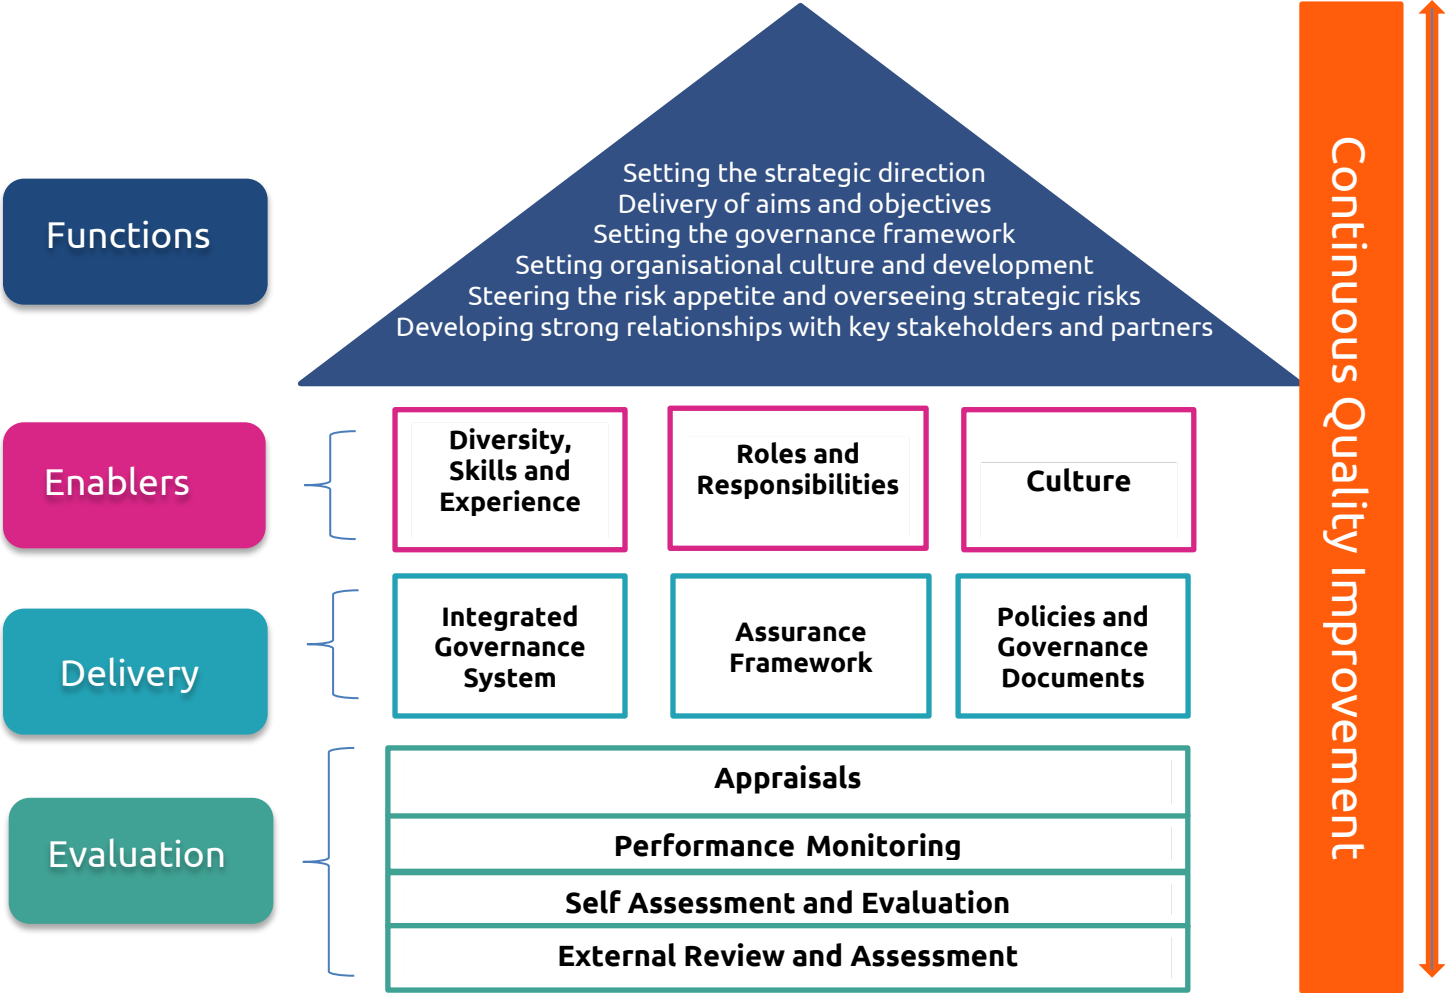 Functions
Setting the strategic direction
Delivery of aims and objectives
Setting the governance framework
Setting organisational culture and development
Steering the risk appetite and overseeing strategic risks
Developing strong relationships with key stakeholders and partners
Enablers
Diversity,
Skills and
Experience
Roles and
Responsibilities
Culture
Delivery
Integrated
Governance
System
Assurance
Framework
Policies and
Governance
Documents
Evaluation
Appraisals
Performance Monitoring
Self Assessment and Evaluation
External Review and Assessment
Continuous Quality Improvement